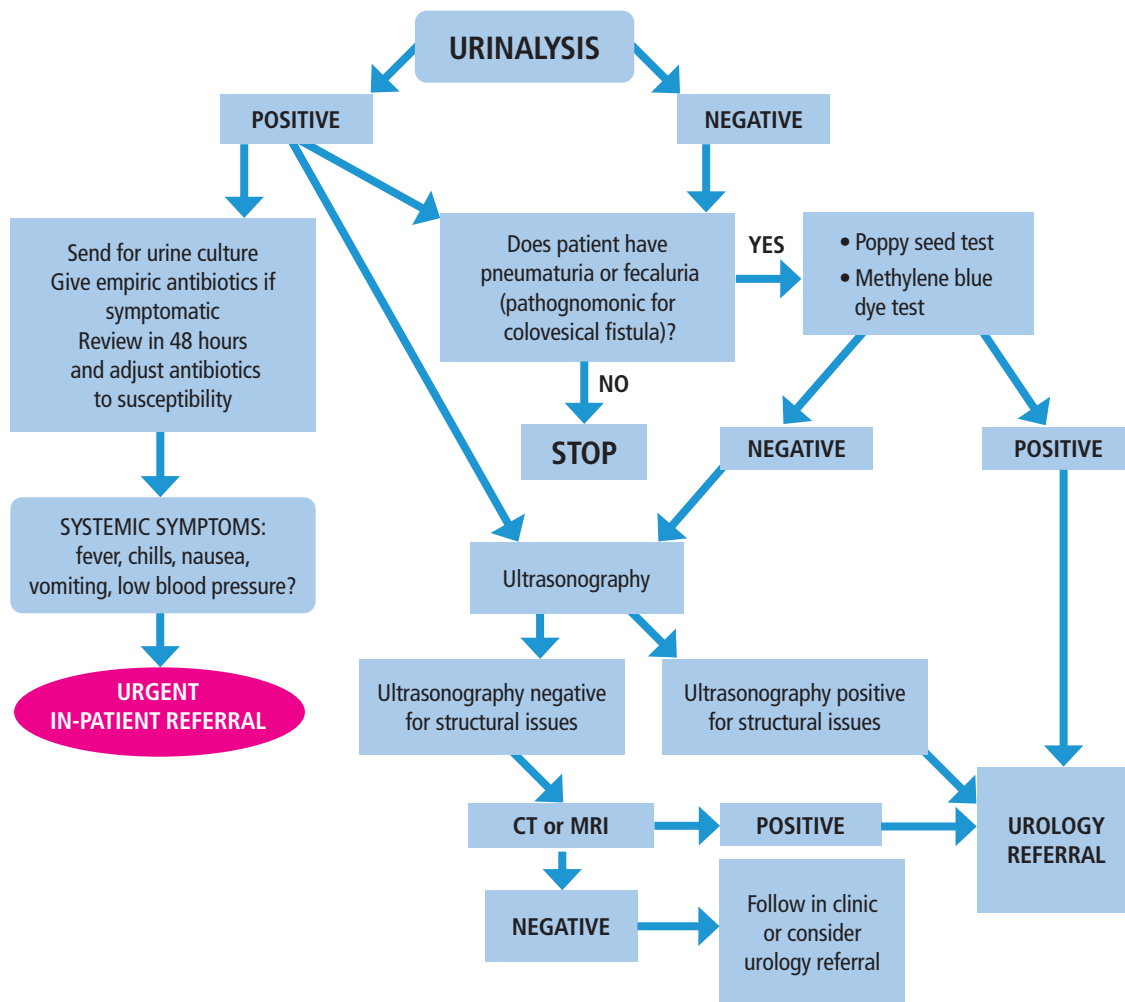 URINALYSIS
POSITIVE
NEGATIVE
Send for urine culture
Give empiric antibiotics if
symptomatic
Review in 48 hours
and adjust antibiotics
to susceptibility
Does patient have
pneumaturia or fecaluria
(pathognomonic for
colovesical fistula)?
YES
• Poppy seed test
• Methylene blue
dye test
NO
STOP
NEGATIVE
POSITIVE
SYSTEMIC SYMPTOMS:
fever, chills, nausea,
vomiting, low blood pressure?
Ultrasonography
URGENT
IN-PATIENT REFERRAL
Ultrasonography negative
for structural issues
Ultrasonography positive
for structural issues
CT or MRI
POSITIVE
UROLOGY
REFERRAL
NEGATIVE
Follow in clinic
or consider
urology referral